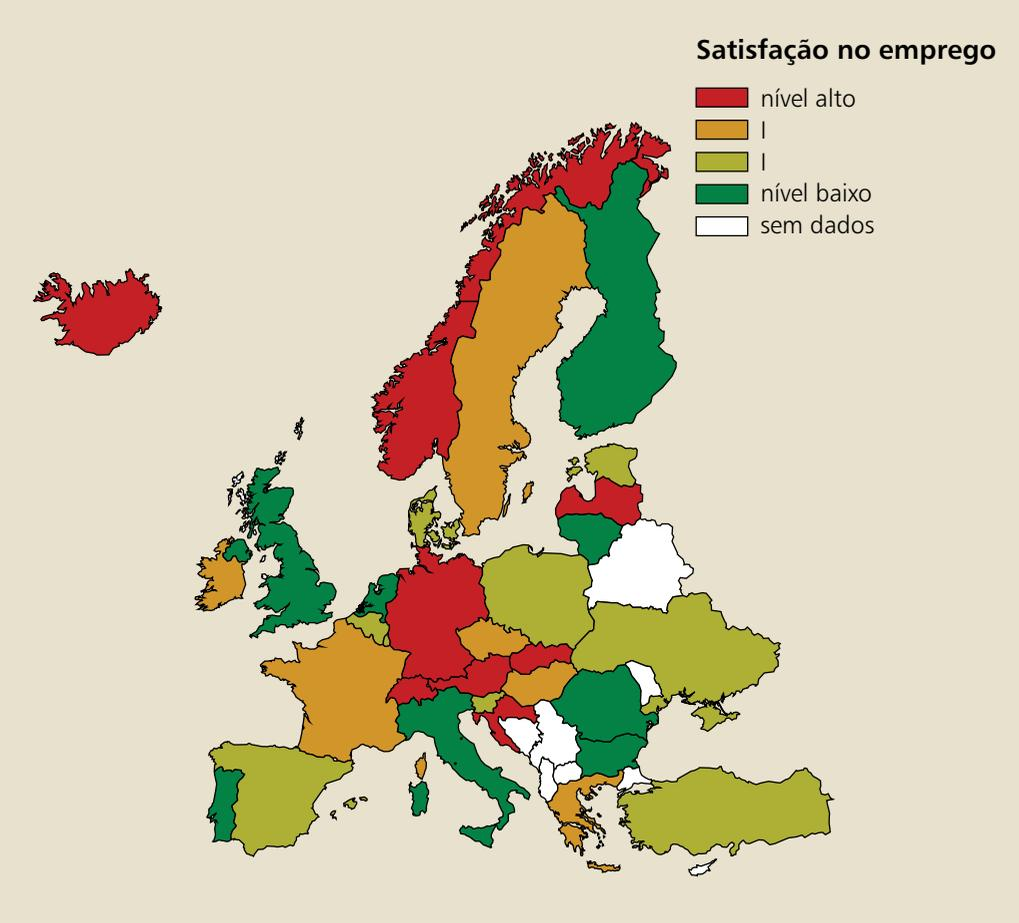 Satisfação no emprego
nível alto
I
I
nível baixo
sem dados